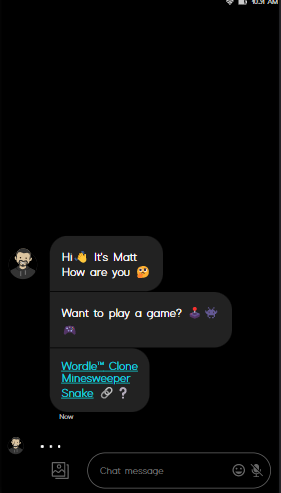 10:31 AM
Hi 👋 It's Matt
How are you 🤔
Want to play a game? 🕹️ 👾
🎮
Wordle™ Clone
Minesweeper
Snake 🔗 ❓
Now
Chat message